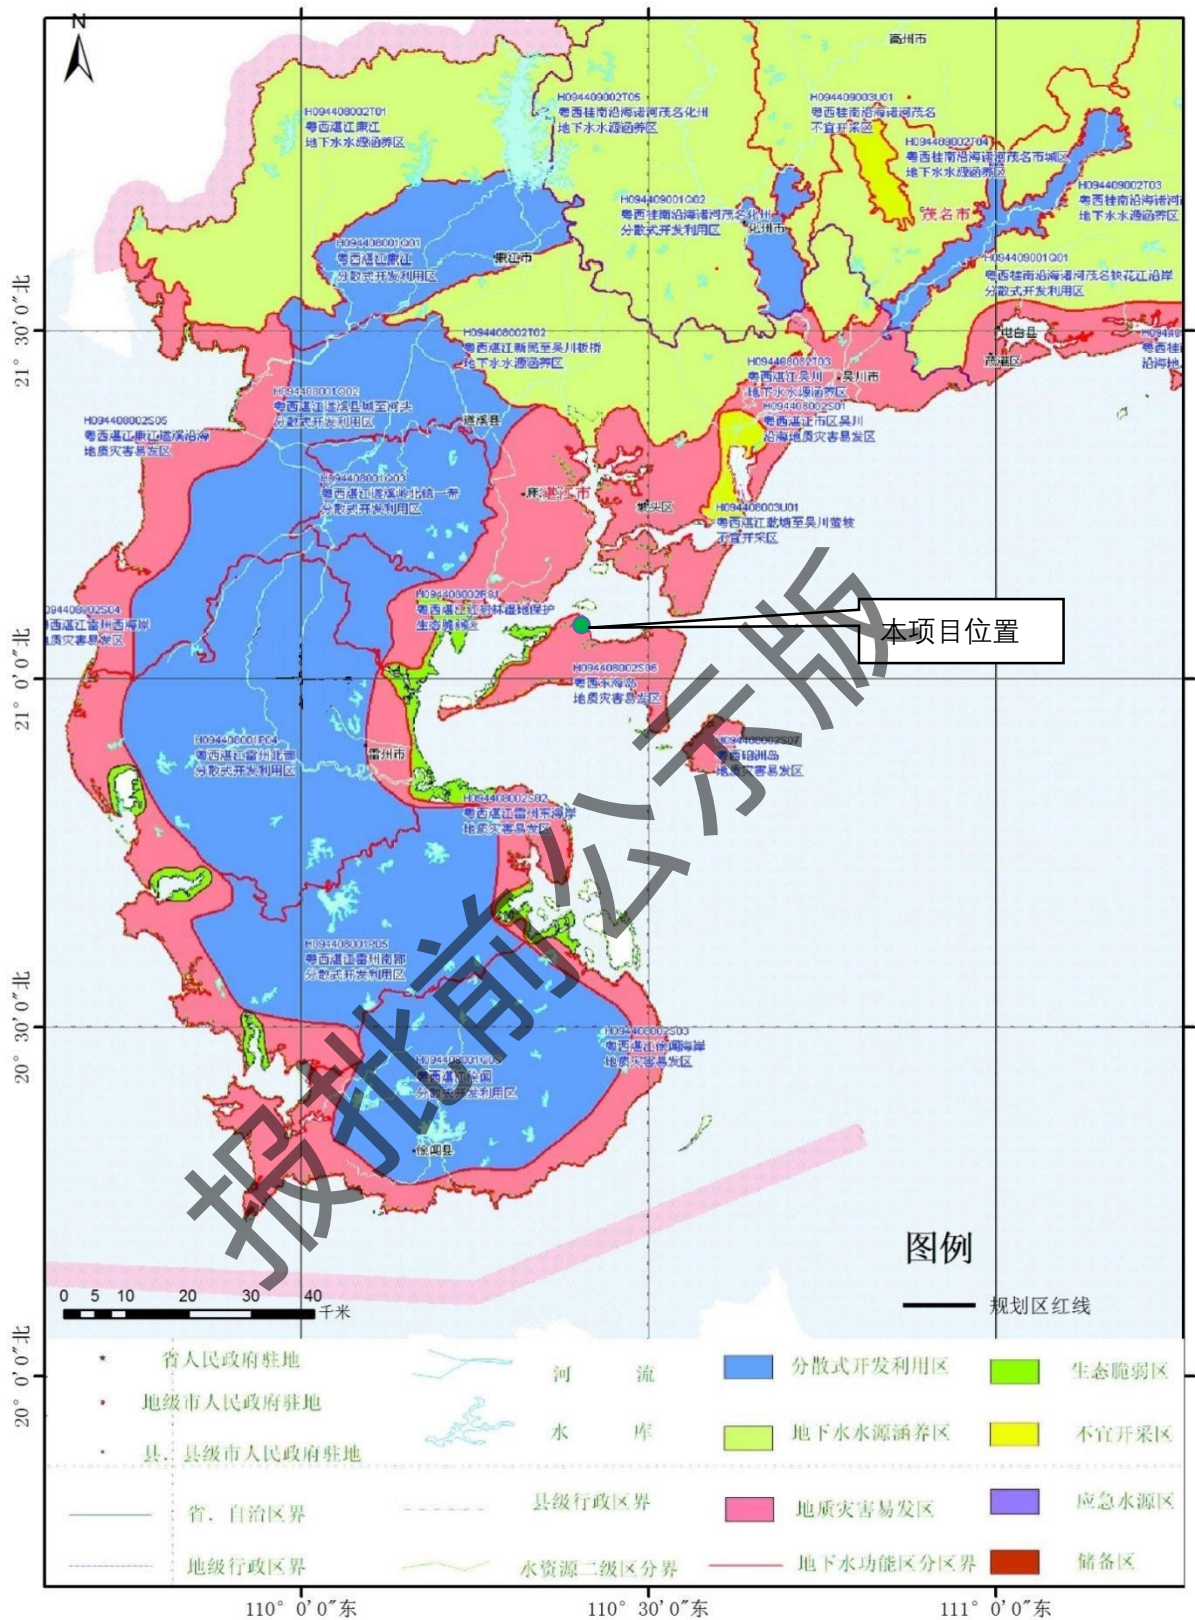 N
高州市
H094408002T01
粤西湛江廉江
地下水水源涵养区
H094409002T05
粤西桂南沿海诸河茂名化州
地下水水源涵养区
H094409003U01
粤西桂南沿海诸河茂名
不宜开采区
H094409002T04
粤西桂南沿海诸河茂名市城区
地下水水源涵养区
H094409002T03
粤西桂南沿海诸河
地下水水源涵养区
H094409001Q02
粤西桂南沿海诸河茂名化州
分散式开发利用区
茂名市
化州市
H094408001Q01
粤西湛江廉江
分散式开发利用区
廉江市
H094409001Q01
粤西桂南沿海诸河茂名袂花江沿岸
分散式开发利用区
21° 30′ 0″北
H094408002T02
粤西湛江新民至吴川板桥
地下水水源涵养区
电白县
茂港区
H09440
粤西桂
沿海地
H094408002T03
粤西湛江吴川
地下水水源涵养区
吴川市
H094408001Q02
粤西湛江遂溪县城至河头
分散式开发利用区
遂溪县
H094408002S05
粤西湛江廉江遂溪沿海
地质灾害易发区
H094408002S01
粤西湛江市区吴川
沿海地质灾害易发区
H094408001Q03
粤西湛江遂溪岭北镇一带
分散式开发利用区
湛江市
坡头区
H094408003U01
粤西湛江乾塘至吴川覃坡
不宜开采区
H094408002R01
粤西湛江红树林湿地保护
生态脆弱区
094408002S04
西湛江雷州西海岸
质灾害易发区
本项目位置
21° 0′ 0″北
H094408002S06
粤西东海岛
地质灾害易发区
H094408001P04
粤西湛江雷州北部
分散式开发利用区
雷州市
H094408002S07
粤西硇洲岛
地质灾害易发区
H094408002S02
粤西湛江雷州东海岸
地质灾害易发区
H094408001P05
粤西湛江雷州南部
分散式开发利用区
20° 30′ 0″北
H094408002S03
粤西湛江徐闻海岸
地质灾害易发区
粤西湛江徐闻
分散式开发利用区
徐闻县
报批前公示版
图例
规划区红线
0 5 10 20 30 40
千米
20° 0′ 0″北
省人民政府驻地
河 流
分散式开发利用区
生态脆弱区
地级市人民政府驻地
水 库
地下水水源涵养区
不宜开采区
县．县级市人民政府驻地
省．自治区界
县级行政区界
地质灾害易发区
应急水源区
地级行政区界
水资源二级区分界
地下水功能区分区界
储备区
110° 0′ 0″东
110° 30′ 0″东
111° 0′ 0″东